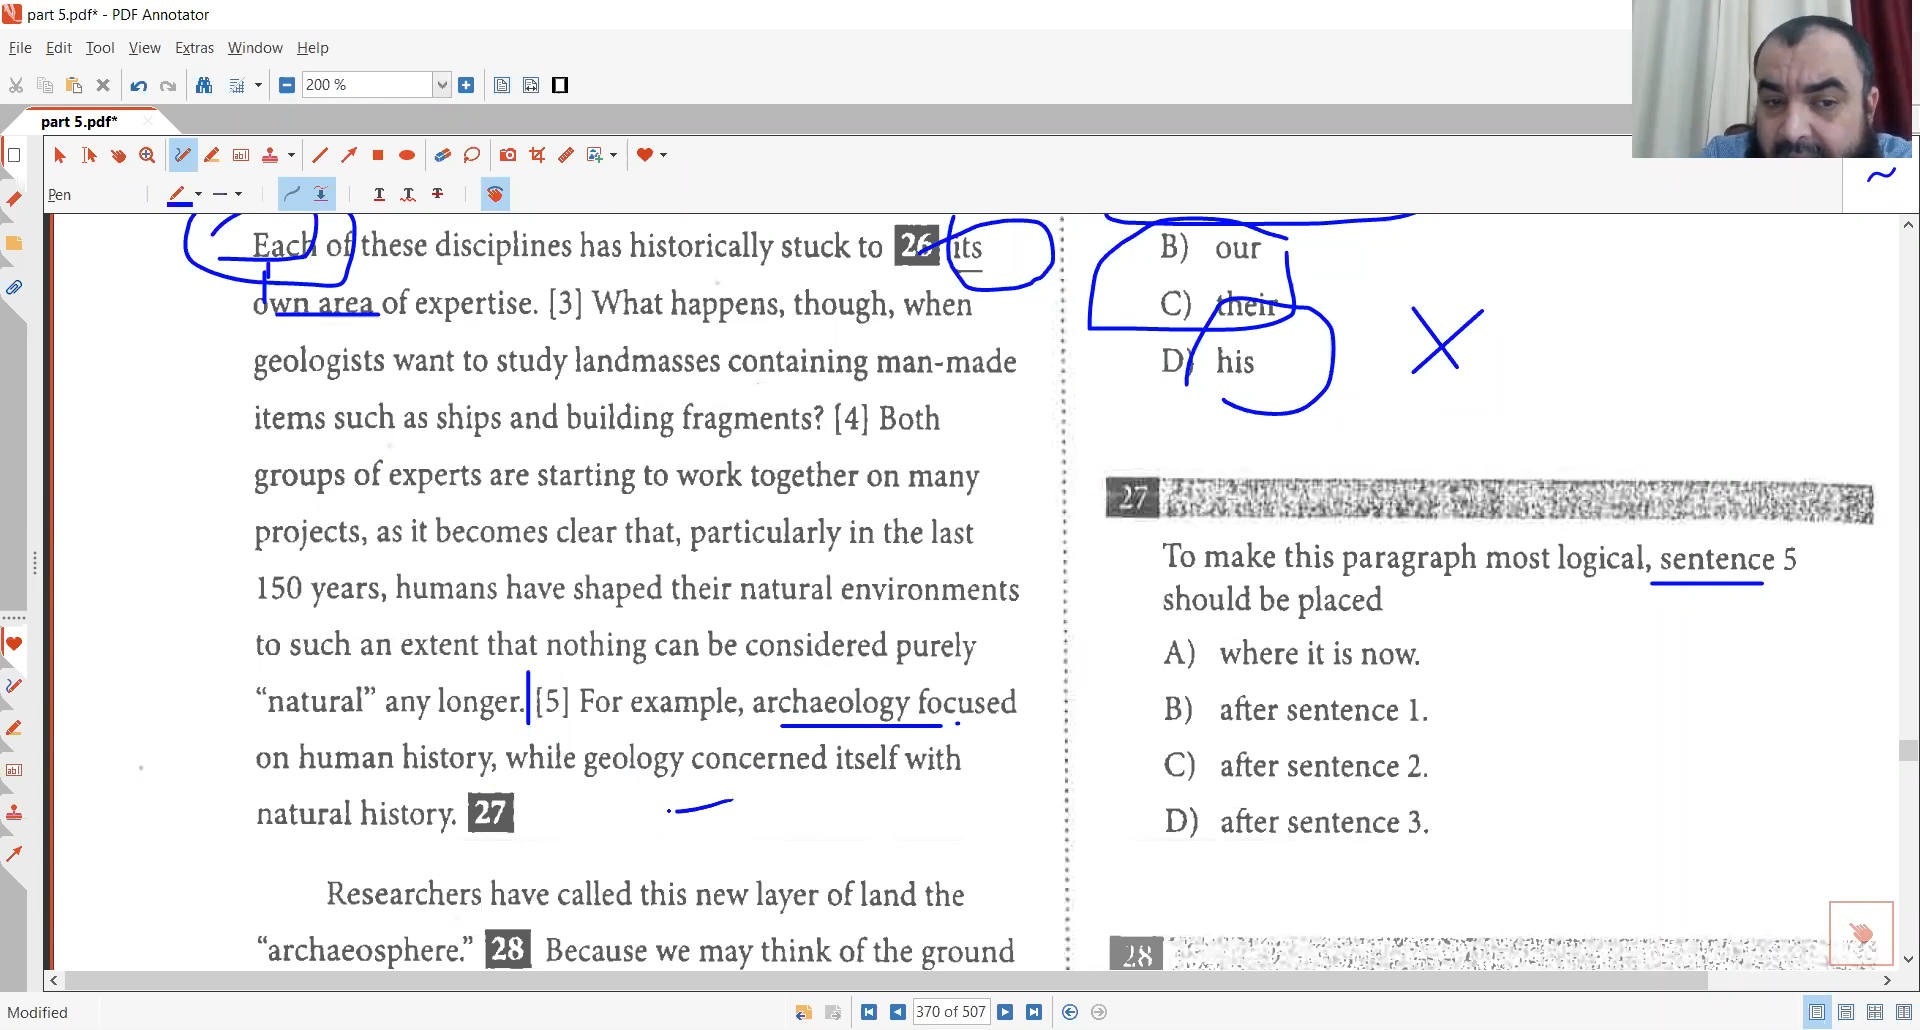 part 5.pdf* - PDF Annotator
File Edit Tool View Extras Window Help
200 %
part 5.pdf*
Pen
Each of these disciplines has historically stuck to 26 its
own area of expertise. [3] What happens, though, when
geologists want to study landmasses containing man-made
items such as ships and building fragments? [4] Both
groups of experts are starting to work together on many
projects, as it becomes clear that, particularly in the last
150 years, humans have shaped their natural environments
to such an extent that nothing can be considered purely
“natural” any longer. [5] For example, archaeology focused
on human history, while geology concerned itself with
natural history. 27
Researchers have called this new layer of land the
“archaeosphere.” 28 Because we may think of the ground
B) our
C) their
D) his
27
To make this paragraph most logical, sentence 5
should be placed
A) where it is now.
B) after sentence 1.
C) after sentence 2.
D) after sentence 3.
28
Modified
370 of 507